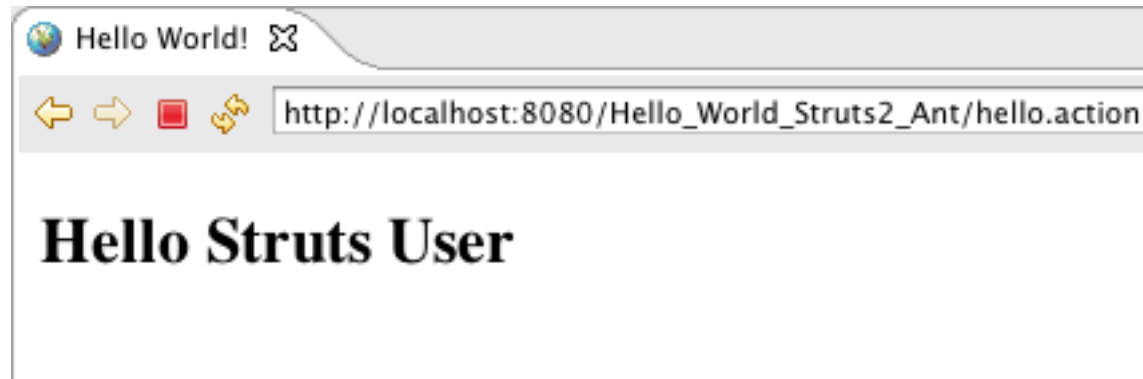 Hello World!
http://localhost:8080/Hello_World_Struts2_Ant/hello.action
Hello Struts User